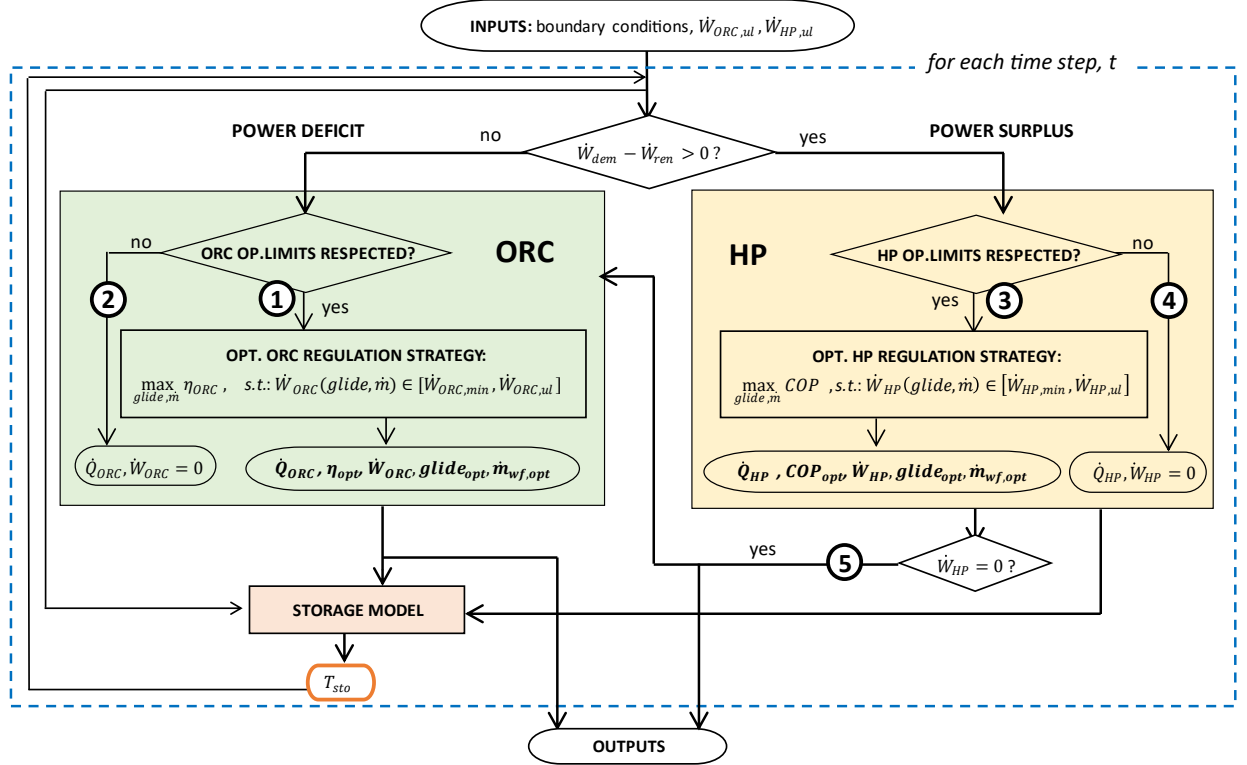 INPUTS: boundary conditions, Ẇ_ORC,ul, Ẇ_HP,ul
for each time step, t
POWER DEFICIT
no
Ẇ_dem − Ẇ_ren > 0 ?
yes
POWER SURPLUS
no
ORC OP.LIMITS RESPECTED?
ORC
2
1
yes
OPT. ORC REGULATION STRATEGY:
max_glide,ṁ η_ORC , s.t.: Ẇ_ORC(glide, ṁ) ∈ [Ẇ_ORC,min, Ẇ_ORC,ul]
Q̇_ORC, Ẇ_ORC = 0
Q̇_ORC, η_opt, Ẇ_ORC, glide_opt, ṁ_wf,opt
HP
HP OP.LIMITS RESPECTED?
no
yes
3
4
OPT. HP REGULATION STRATEGY:
max_glide,ṁ COP , s.t.: Ẇ_HP(glide, ṁ) ∈ [Ẇ_HP,min, Ẇ_HP,ul]
Q̇_HP , COP_opt, Ẇ_HP, glide_opt, ṁ_wf,opt
Q̇_HP, Ẇ_HP = 0
yes
5
Ẇ_HP = 0 ?
STORAGE MODEL
T_sto
OUTPUTS